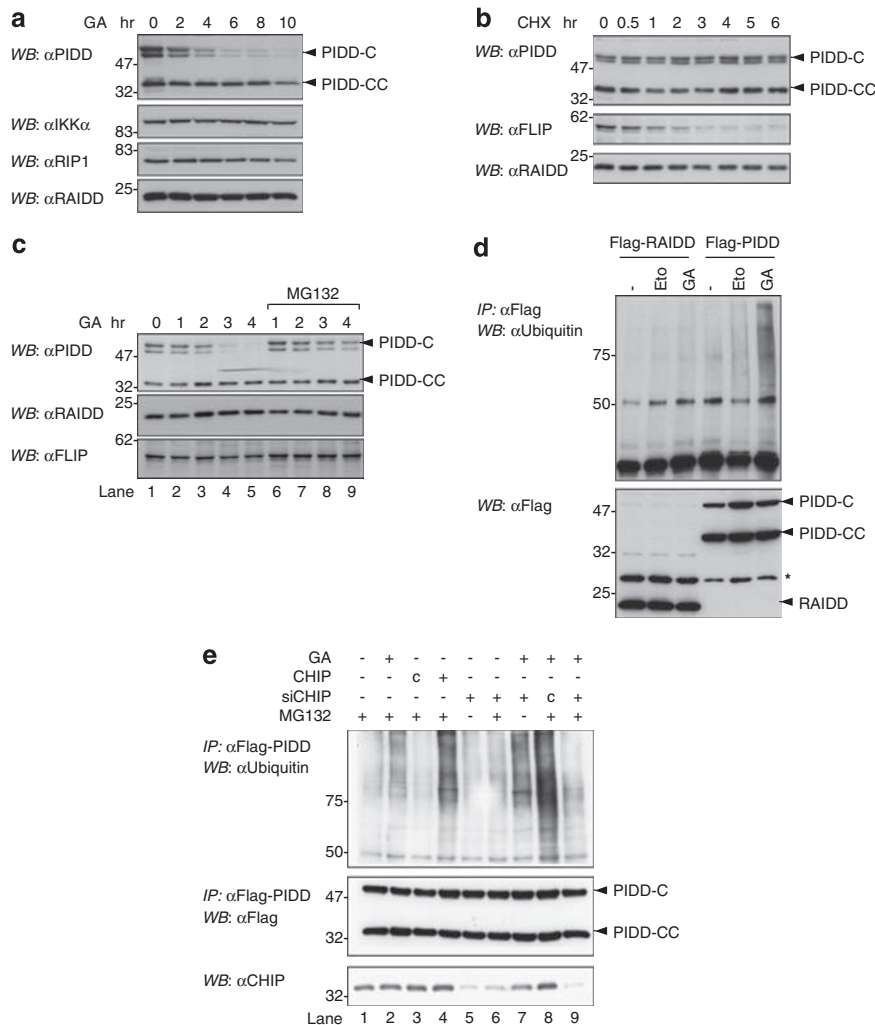 a
GA hr 0 2 4 6 8 10
WB: αPIDD
PIDD-C
47
PIDD-CC
32
WB: αIKKα
83
83
WB: αRIP1
25
WB: αRAIDD
b
CHX hr 0 0.5 1 2 3 4 5 6
WB: αPIDD
PIDD-C
47
PIDD-CC
32
62
WB: αFLIP
25
WB: αRAIDD
c
MG132
GA hr 0 1 2 3 4 1 2 3 4
WB: αPIDD
PIDD-C
47
PIDD-CC
32
25
WB: αRAIDD
62
WB: αFLIP
Lane 1 2 3 4 5 6 7 8 9
d
Flag-RAIDD Flag-PIDD
- Eto GA - Eto GA
IP: αFlag
WB: αUbiquitin
75
50
WB: αFlag
PIDD-C
47
PIDD-CC
32
*
25
RAIDD
e
GA - + - - - - + + +
CHIP - - c + - - - - -
siCHIP - - - - + + + c +
MG132 + + + + - + - + +
IP: αFlag-PIDD
WB: αUbiquitin
75
50
IP: αFlag-PIDD
WB: αFlag
PIDD-C
47
PIDD-CC
32
WB: αCHIP
32
Lane 1 2 3 4 5 6 7 8 9